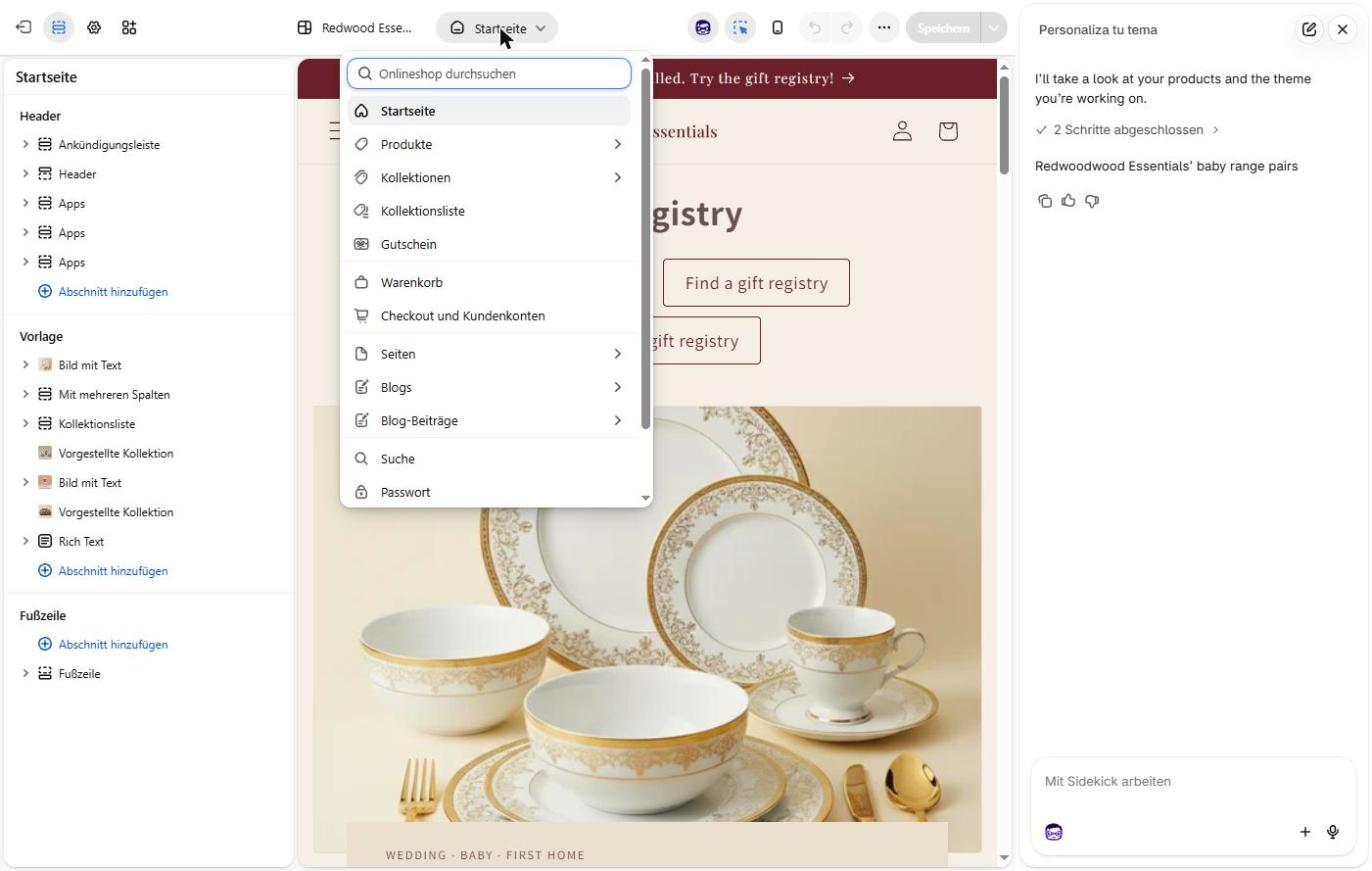 Redwood Esse...
Startseite
Speichern
Startseite
Header
Ankündigungsleiste
Header
Apps
Apps
Apps
Abschnitt hinzufügen
Vorlage
Bild mit Text
Mit mehreren Spalten
Kollektionsliste
Vorgestellte Kollektion
Bild mit Text
Vorgestellte Kollektion
Rich Text
Abschnitt hinzufügen
Fußzeile
Abschnitt hinzufügen
Fußzeile
Onlineshop durchsuchen
Startseite
Produkte
Kollektionen
Kollektionsliste
Gutschein
Warenkorb
Checkout und Kundenkonten
Seiten
Blogs
Blog-Beiträge
Suche
Passwort
Try the gift registry! →
Find a gift registry
gift registry
WEDDING · BABY · FIRST HOME
Personaliza tu tema
I’ll take a look at your products and the theme
you’re working on.
2 Schritte abgeschlossen
Redwoodwood Essentials’ baby range pairs
Mit Sidekick arbeiten